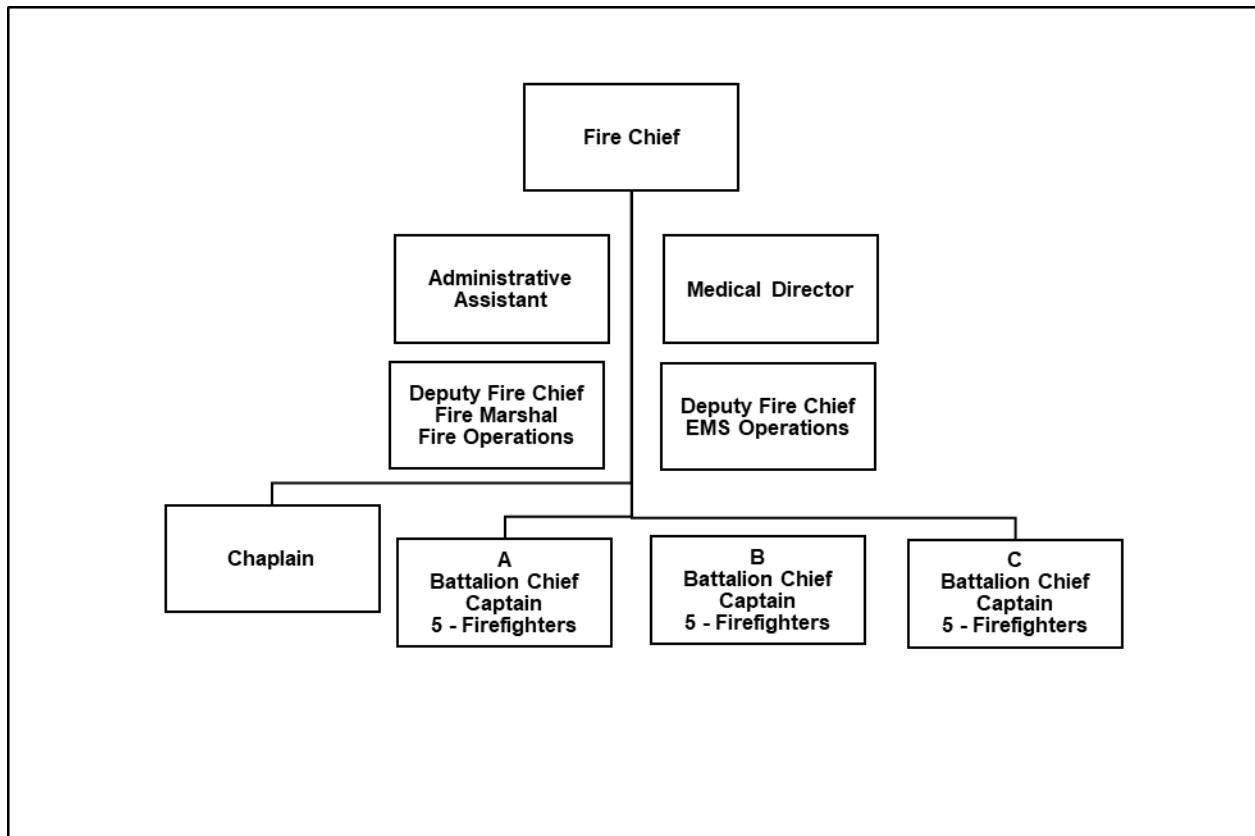 Fire Chief
Administrative
Assistant
Medical Director
Deputy Fire Chief
Fire Marshal
Fire Operations
Deputy Fire Chief
EMS Operations
Chaplain
A
Battalion Chief
Captain
5 - Firefighters
B
Battalion Chief
Captain
5 - Firefighters
C
Battalion Chief
Captain
5 - Firefighters